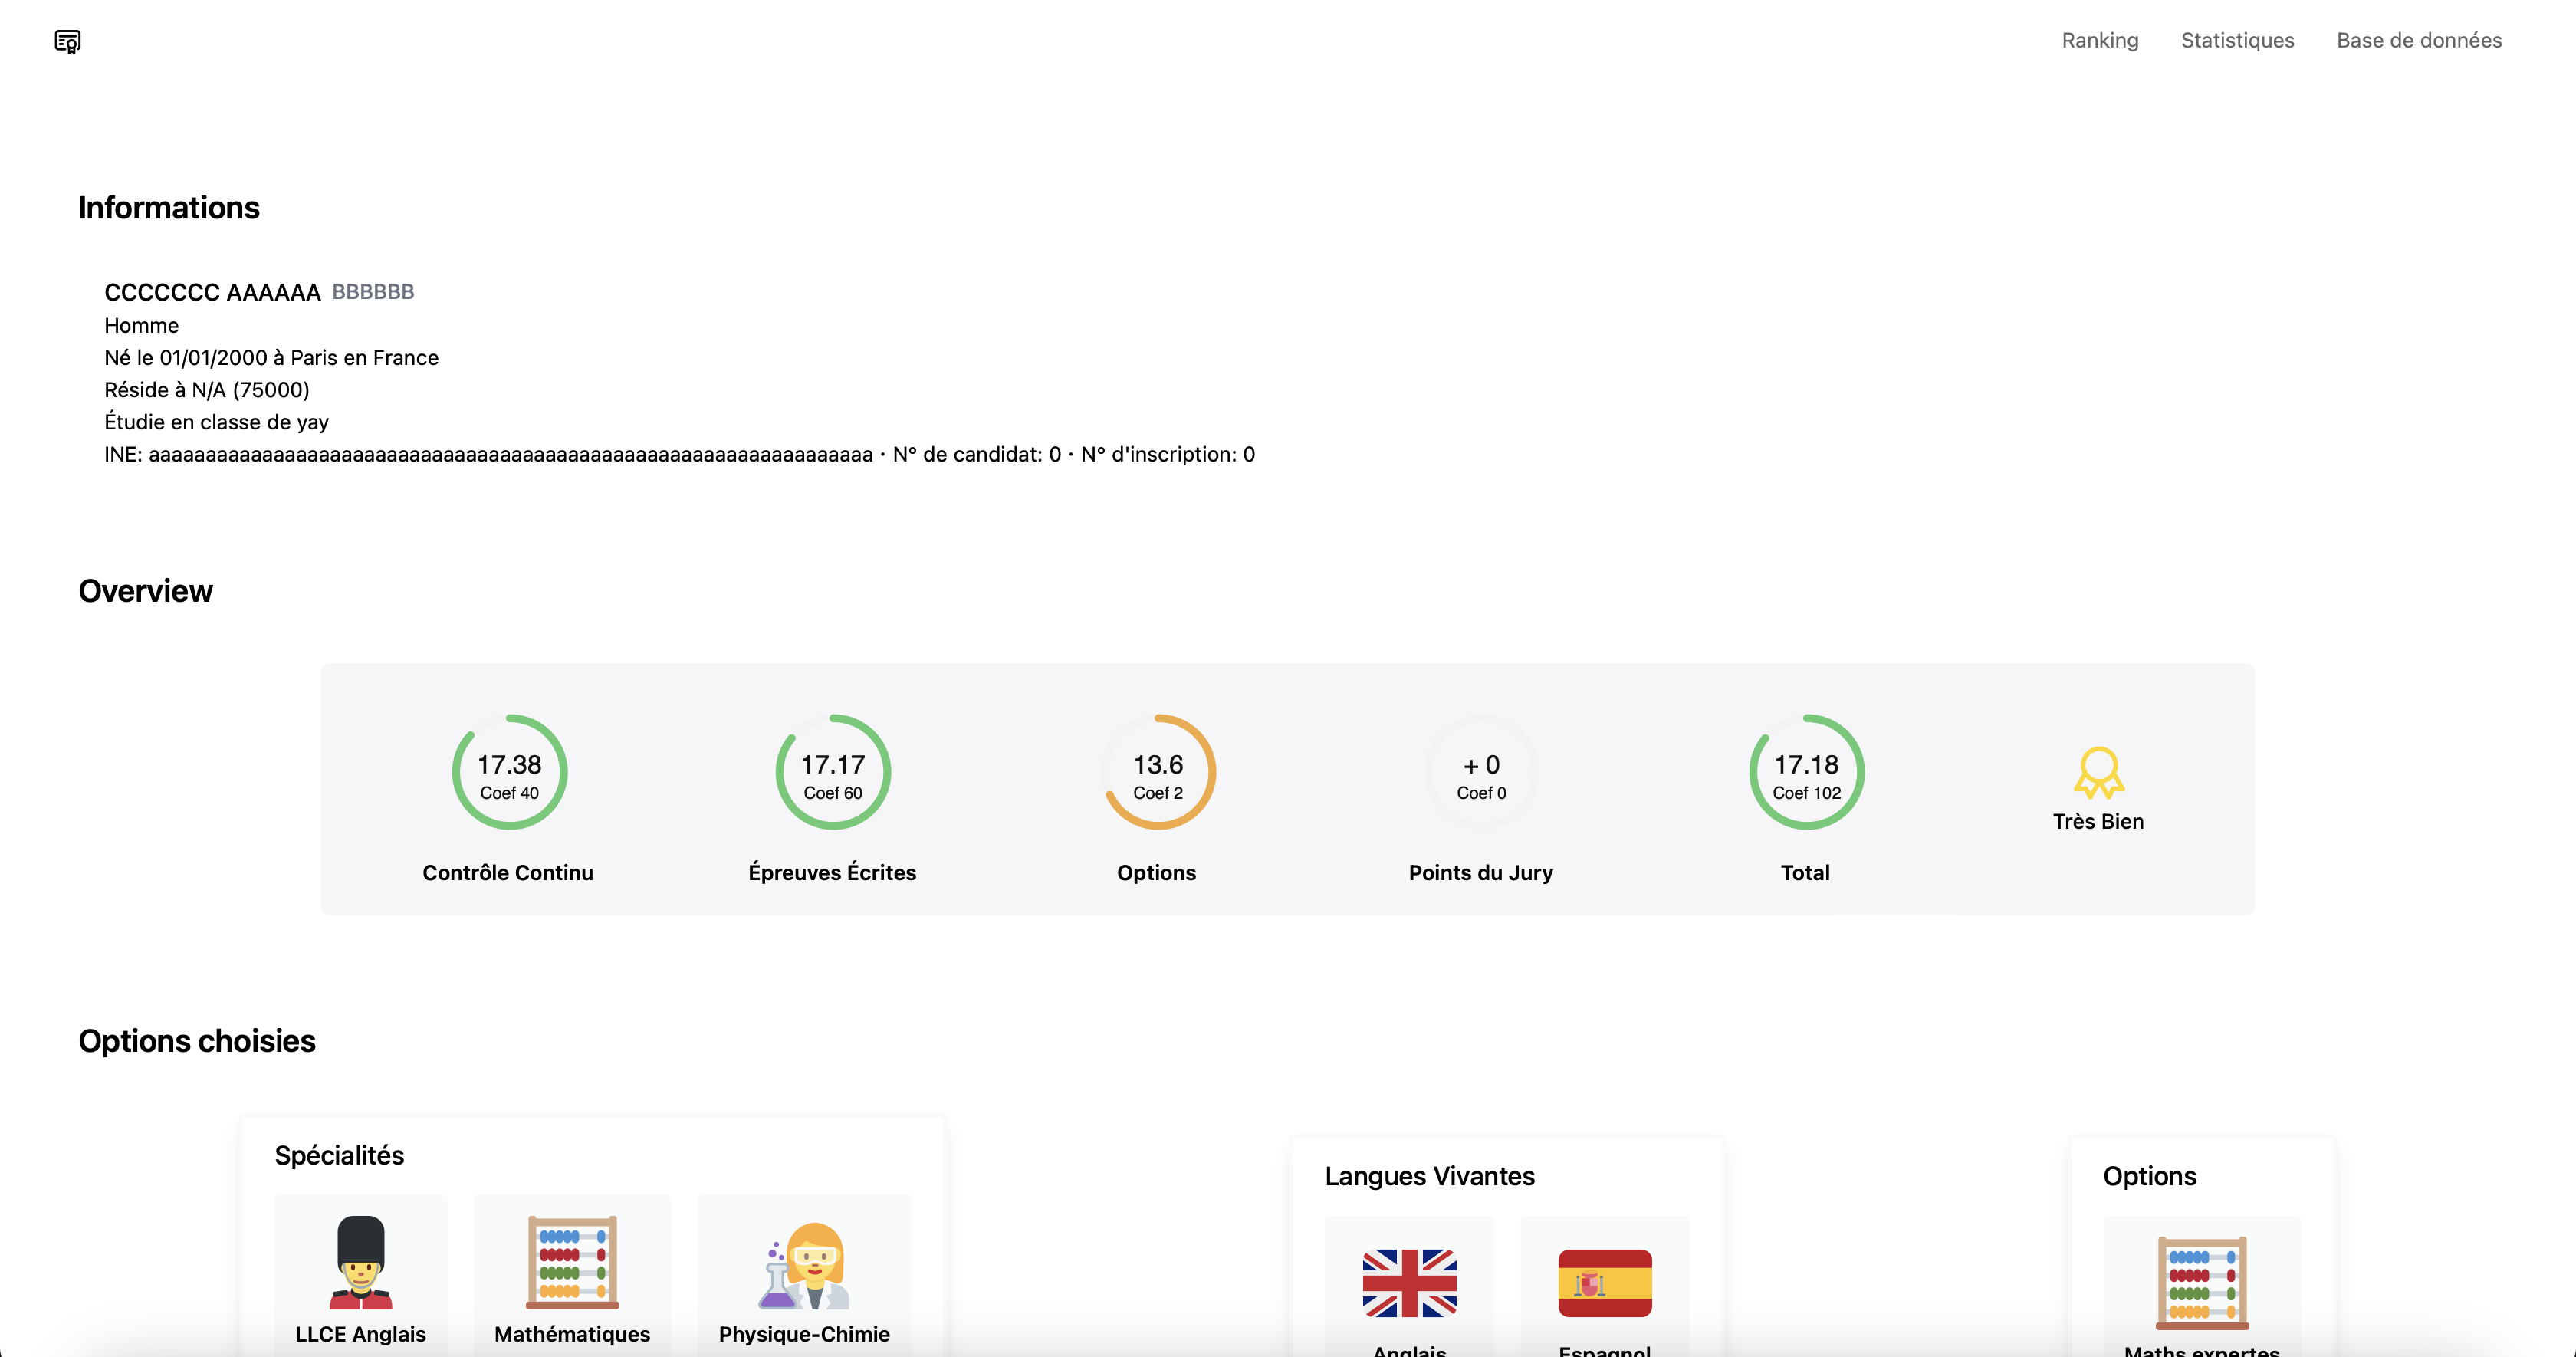 Ranking Statistiques Base de données
Informations
CCCCCCC AAAAAA BBBBBB
Homme
Né le 01/01/2000 à Paris en France
Réside à N/A (75000)
Étudie en classe de yay
INE: aaaaaaaaaaaaaaaaaaaaaaaaaaaaaaaaaaaaaaaaaaaaaaaaaaaaaaaaaaaaaaaa · N° de candidat: 0 · N° d'inscription: 0
Overview
17.38
Coef 40
Contrôle Continu
17.17
Coef 60
Épreuves Écrites
13.6
Coef 2
Options
+ 0
Coef 0
Points du Jury
17.18
Coef 102
Total
Très Bien
Options choisies
Spécialités
LLCE Anglais
Mathématiques
Physique-Chimie
Langues Vivantes
Anglais
Espagnol
Options
Maths expertes